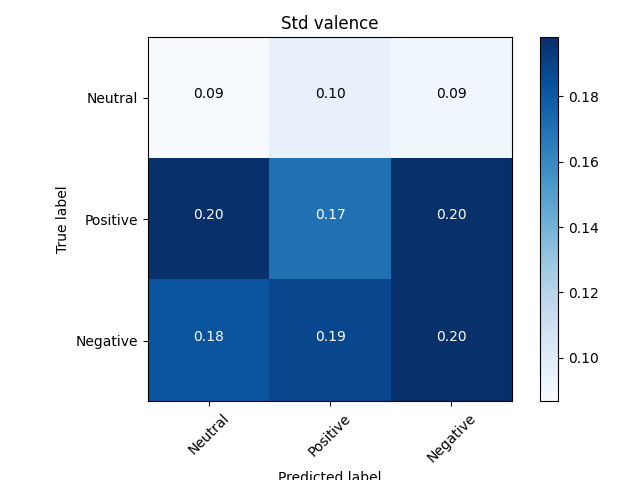 Std valence
Neutral
0.09
0.10
0.09
Positive
0.20
0.17
0.20
Negative
0.18
0.19
0.20
True label
Neutral
Positive
Negative
Predicted label
0.18
0.16
0.14
0.12
0.10